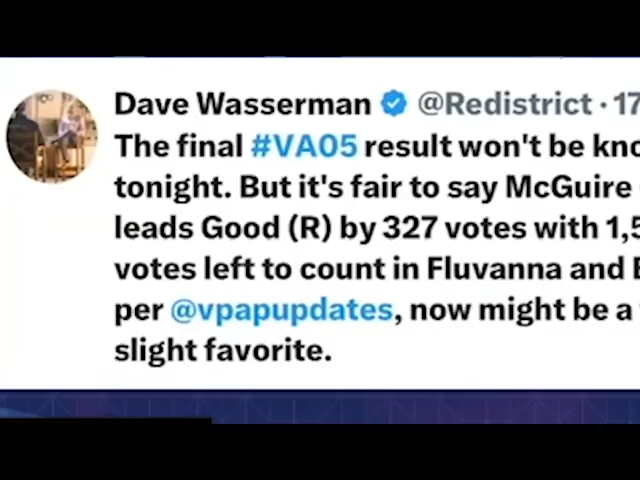 Dave Wasserman @Redistrict · 17
The final #VA05 result won't be kno
tonight. But it's fair to say McGuire
leads Good (R) by 327 votes with 1,5
votes left to count in Fluvanna and
per @vpapupdates, now might be a
slight favorite.